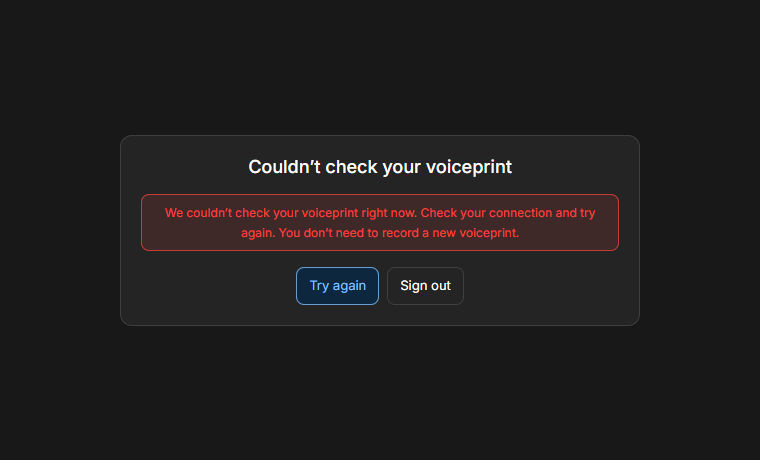 Couldn’t check your voiceprint
We couldn’t check your voiceprint right now. Check your connection and try
again. You don’t need to record a new voiceprint.
Try again
Sign out